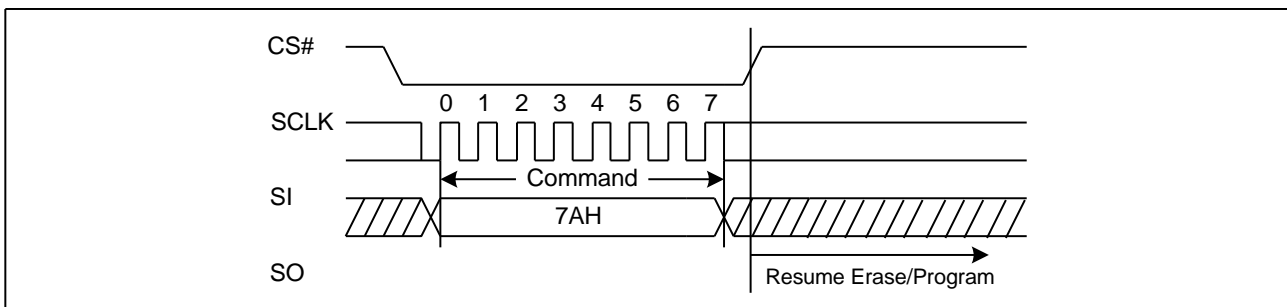 CS#
0 1 2 3 4 5 6 7
SCLK
Command
SI
7AH
SO
Resume Erase/Program